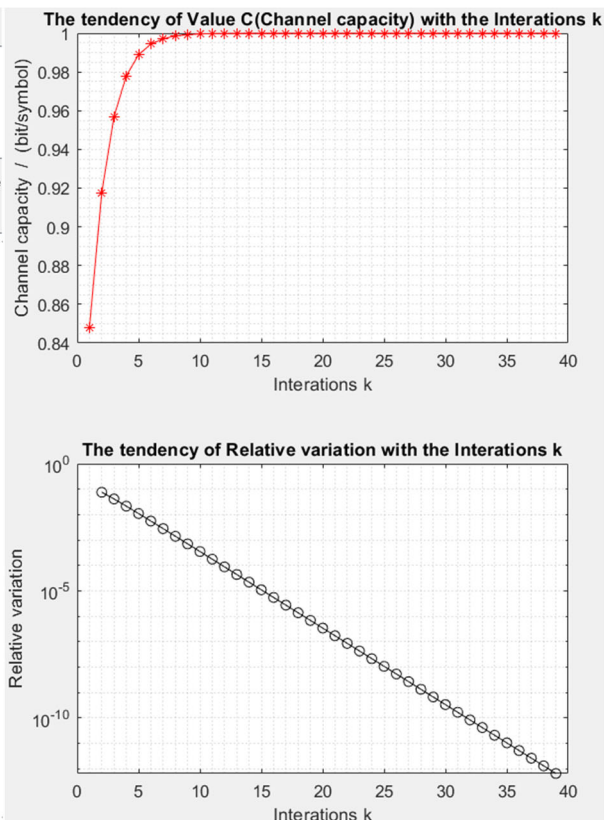 The tendency of Value C(Channel capacity) with the Interations k
1
0.98
0.96
0.94
0.92
0.9
0.88
0.86
0.84
Channel capacity / (bit/symbol)
0 5 10 15 20 25 30 35 40
Interations k
The tendency of Relative variation with the Interations k
10^0
10^-5
10^-10
Relative variation
0 5 10 15 20 25 30 35 40
Interations k